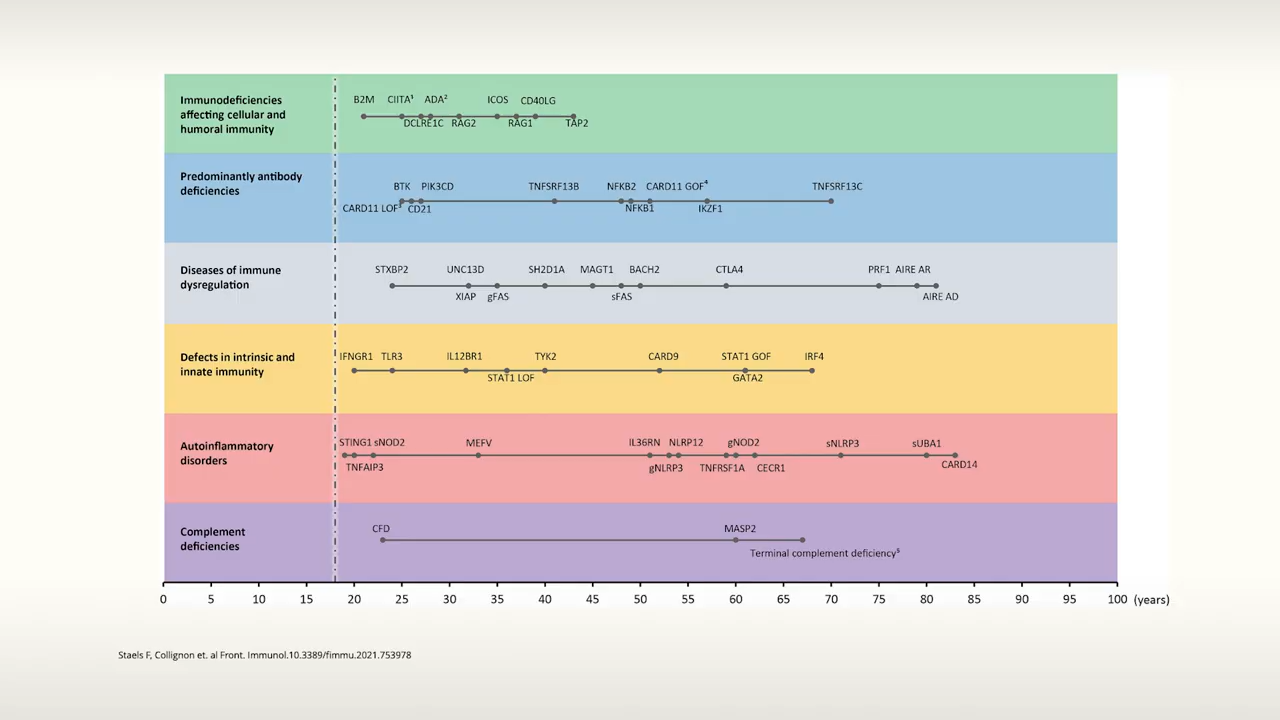 Immunodeficiencies
affecting cellular and
humoral immunity
B2M CIITA¹ ADA² ICOS CD40LG
DCLRE1C RAG2 RAG1 TAP2
Predominantly antibody
deficiencies
BTK PIK3CD TNFSRF13B NFKB2 CARD11 GOF⁴ TNFSRF13C
CARD11 LOF³ CD21 NFKB1 IKZF1
Diseases of immune
dysregulation
STXBP2 UNC13D SH2D1A MAGT1 BACH2 CTLA4 PRF1 AIRE AR
XIAP gFAS sFAS AIRE AD
Defects in intrinsic and
innate immunity
IFNGR1 TLR3 IL12BR1 TYK2 CARD9 STAT1 GOF IRF4
STAT1 LOF GATA2
Autoinflammatory
disorders
STING1 sNOD2 MEFV IL36RN NLRP12 gNOD2 sNLRP3 sUBA1
TNFAIP3 gNLRP3 TNFRSF1A CECR1 CARD14
Complement
deficiencies
CFD MASP2
Terminal complement deficiency⁵
0 5 10 15 20 25 30 35 40 45 50 55 60 65 70 75 80 85 90 95 100 (years)
Staels F, Collignon et. al Front. Immunol.10.3389/fimmu.2021.753978